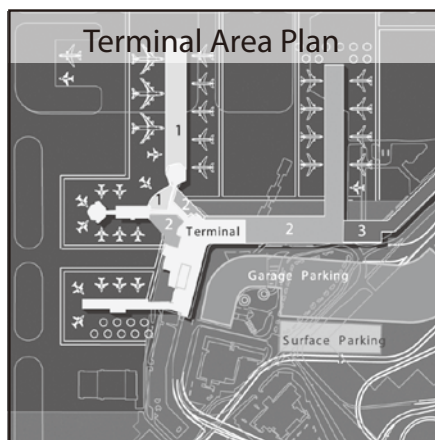 Terminal Area Plan
1
1
2
2
Terminal
2
3
Garage Parking
Surface Parking